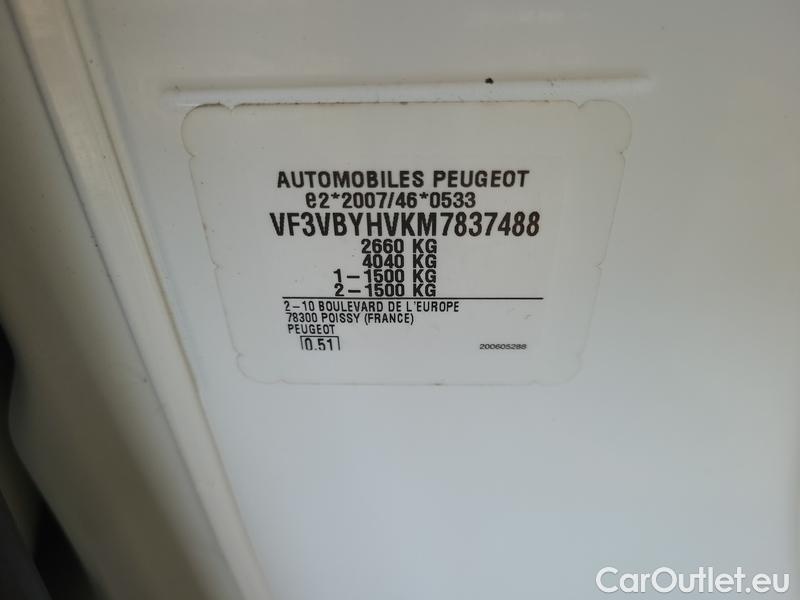 AUTOMOBILES PEUGEOT
e2*2007/46*0533
VF3VBYHVKM7837488
2660 KG
4040 KG
1-1500 KG
2-1500 KG
2-10 BOULEVARD DE L'EUROPE
78300 POISSY (FRANCE)
PEUGEOT
0.51
200605288
CarOutlet.eu